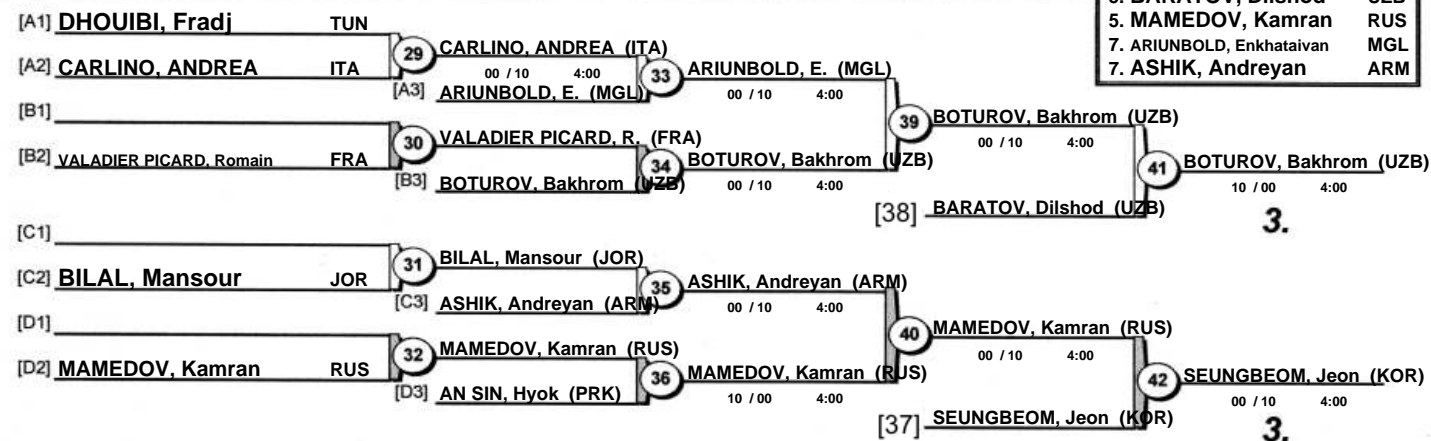 5. BARATOV, Dilshod UZB
5. MAMEDOV, Kamran RUS
7. ARIUNBOLD, Enkhataivan MGL
7. ASHIK, Andreyan ARM
[A1] DHOUIBI, Fradj TUN
29 CARLINO, ANDREA (ITA)
00 / 10 4:00
[A2] CARLINO, ANDREA ITA
33 ARIUNBOLD, E. (MGL)
00 / 10 4:00
[A3] ARIUNBOLD, E. (MGL)
[B1]
39 BOTUROV, Bakhrom (UZB)
00 / 10 4:00
30 VALADIER PICARD, R. (FRA)
[B2] VALADIER PICARD, Romain FRA
34 BOTUROV, Bakhrom (UZB)
00 / 10 4:00
41 BOTUROV, Bakhrom (UZB)
10 / 00 4:00
[B3] BOTUROV, Bakhrom (UZB)
[38] BARATOV, Dilshod (UZB)
3.
[C1]
31 BILAL, Mansour (JOR)
[C2] BILAL, Mansour JOR
35 ASHIK, Andreyan (ARM)
00 / 10 4:00
[C3] ASHIK, Andreyan (ARM)
[D1]
40 MAMEDOV, Kamran (RUS)
00 / 10 4:00
32 MAMEDOV, Kamran (RUS)
[D2] MAMEDOV, Kamran RUS
36 MAMEDOV, Kamran (RUS)
10 / 00 4:00
42 SEUNGBEOM, Jeon (KOR)
00 / 10 4:00
[D3] AN SIN, Hyok (PRK)
[37] SEUNGBEOM, Jeon (KOR)
3.